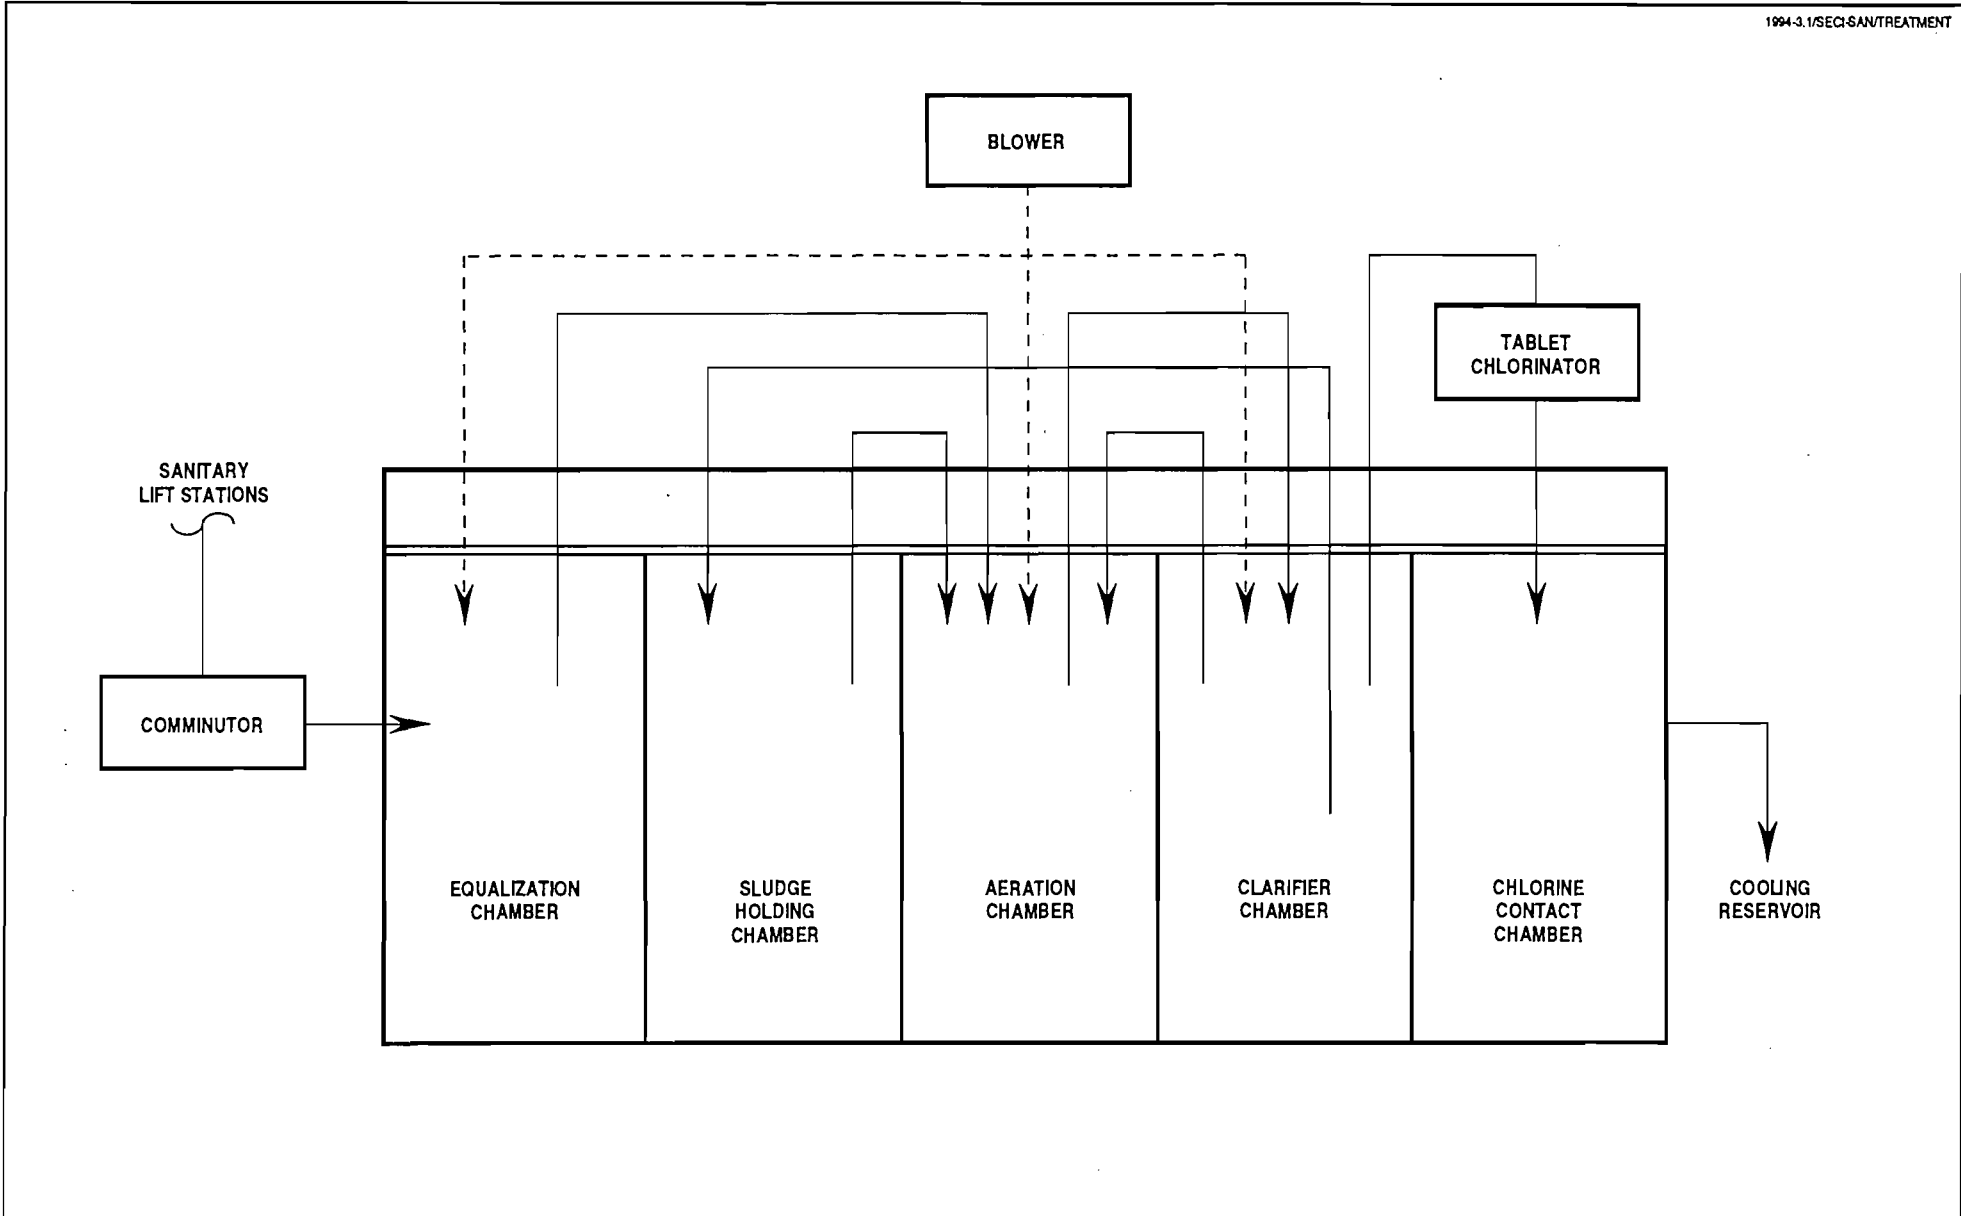 1994-3.1/SECI-SAN/TREATMENT
BLOWER
TABLET
CHLORINATOR
SANITARY
LIFT STATIONS
COMMINUTOR
EQUALIZATION
CHAMBER
SLUDGE
HOLDING
CHAMBER
AERATION
CHAMBER
CLARIFIER
CHAMBER
CHLORINE
CONTACT
CHAMBER
COOLING
RESERVOIR